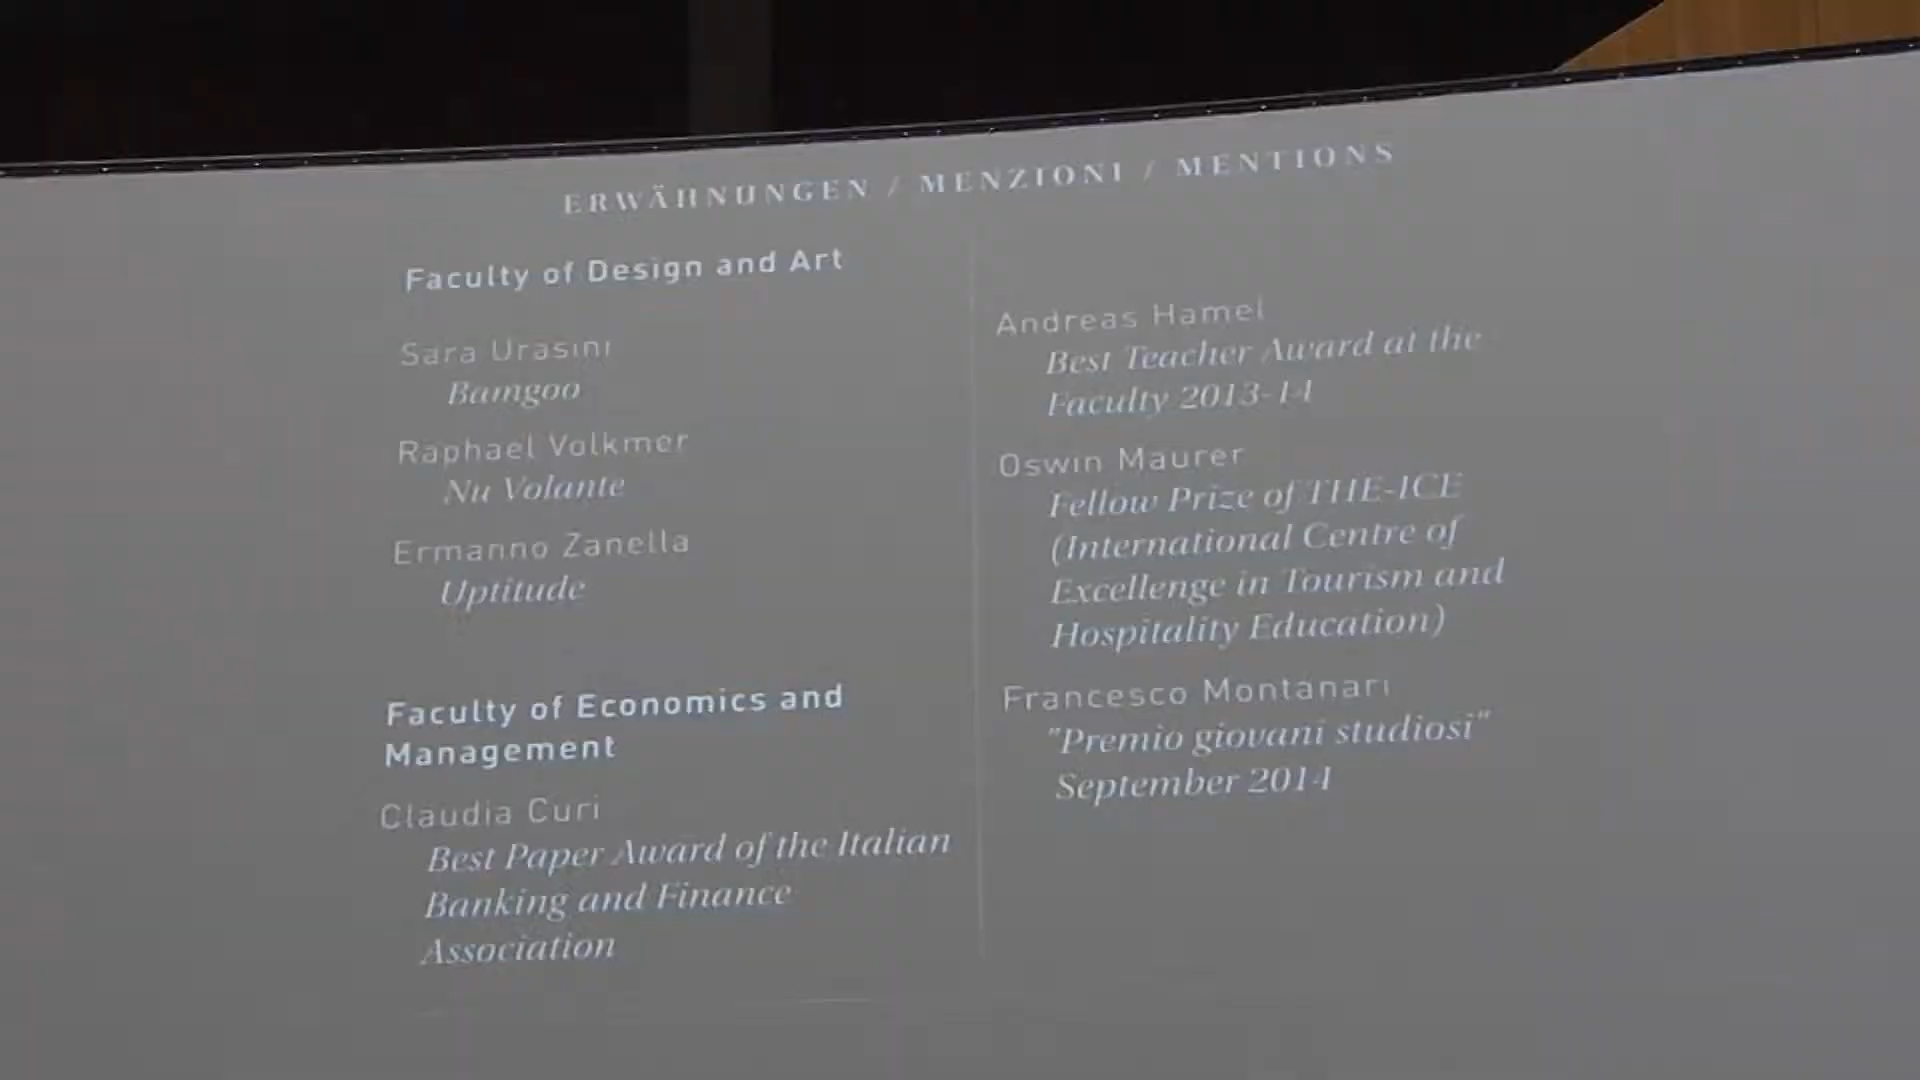 ERWÄHNUNGEN / MENZIONI / MENTIONS
Faculty of Design and Art
Sara Urasini
Bamgoo
Raphael Volkmer
Nu Volante
Ermanno Zanella
Uptitude
Faculty of Economics and
Management
Claudia Curi
Best Paper Award of the Italian
Banking and Finance
Association
Andreas Hamel
Best Teacher Award at the
Faculty 2013-14
Oswin Maurer
Fellow Prize of THE-ICE
(International Centre of
Excellenge in Tourism and
Hospitality Education)
Francesco Montanari
"Premio giovani studiosi"
September 2014